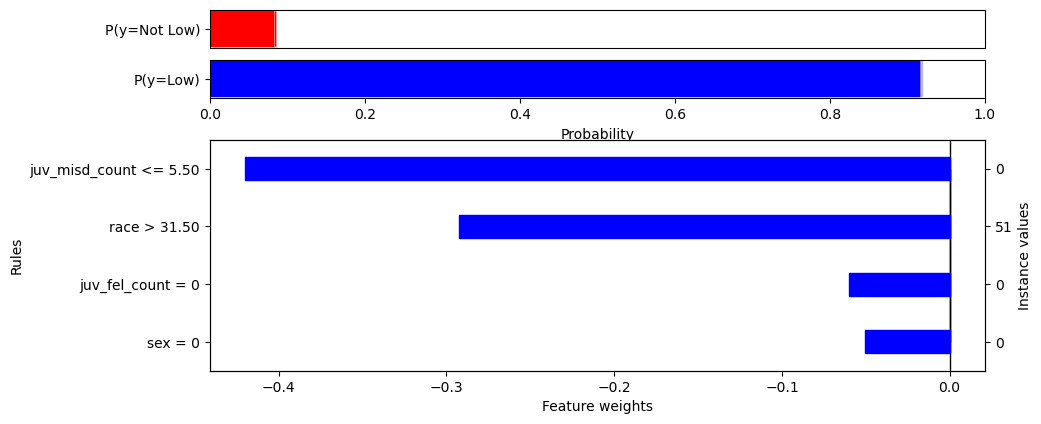 P(y=Not Low)
P(y=Low)
0.0 0.2 0.4 0.6 0.8 1.0
Probability
juv_misd_count <= 5.50 0
race > 31.50 51
juv_fel_count = 0 0
sex = 0 0
Rules
Instance values
−0.4 −0.3 −0.2 −0.1 0.0
Feature weights